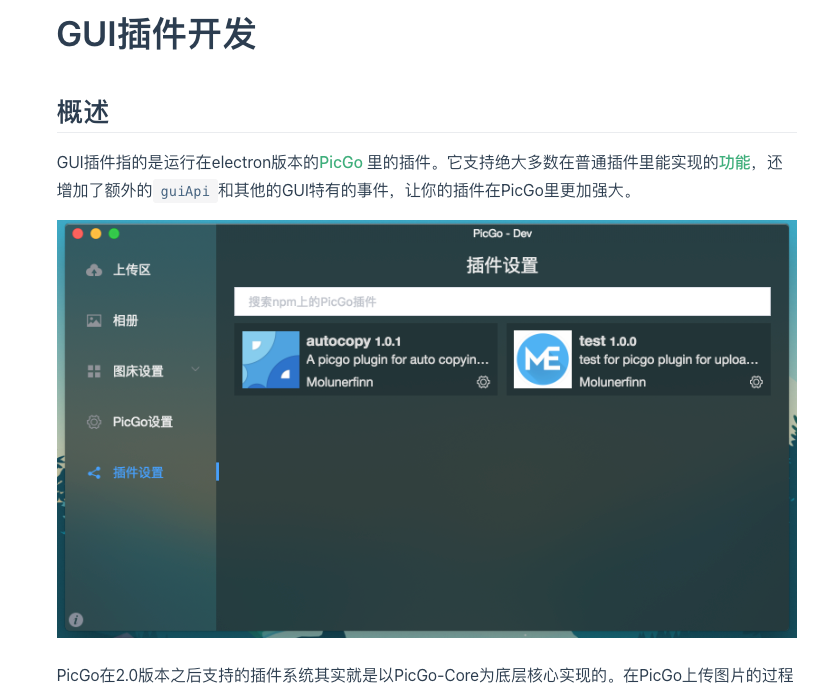 GUI插件开发
概述
GUI插件指的是运行在electron版本的PicGo 里的插件。它支持绝大多数在普通插件里能实现的功能，还
增加了额外的 guiApi 和其他的GUI特有的事件，让你的插件在PicGo里更加强大。
PicGo - Dev
上传区
相册
图床设置
PicGo设置
插件设置
插件设置
搜索npm上的PicGo插件
autocopy 1.0.1
A picgo plugin for auto copyin...
Molunerfinn
test 1.0.0
test for picgo plugin for uploa...
Molunerfinn
ME
PicGo在2.0版本之后支持的插件系统其实就是以PicGo-Core为底层核心实现的。在PicGo上传图片的过程